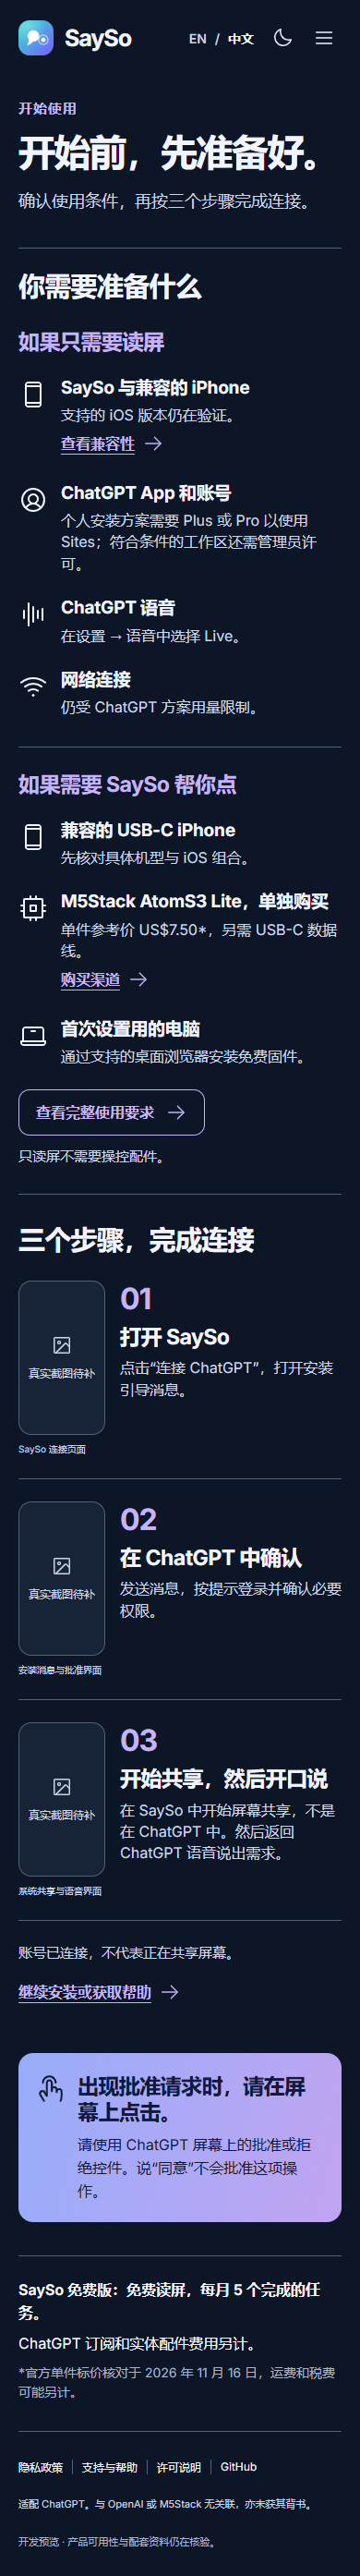 SaySo
EN / 中文
开始使用
开始前，先准备好。
确认使用条件，再按三个步骤完成连接。
你需要准备什么
如果只需要读屏
SaySo 与兼容的 iPhone
支持的 iOS 版本仍在验证。
查看兼容性
ChatGPT App 和账号
个人安装方案需要 Plus 或 Pro 以使用
Sites；符合条件的工作区还需管理员许
可。
ChatGPT 语音
在设置 → 语音中选择 Live。
网络连接
仍受 ChatGPT 方案用量限制。
如果需要 SaySo 帮你点
兼容的 USB-C iPhone
先核对具体机型与 iOS 组合。
M5Stack AtomS3 Lite，单独购买
单件参考价 US$7.50*，另需 USB-C 数据
线。
购买渠道
首次设置用的电脑
通过支持的桌面浏览器安装免费固件。
查看完整使用要求
只读屏不需要操控配件。
三个步骤，完成连接
真实截图待补
SaySo 连接页面
01
打开 SaySo
点击“连接 ChatGPT”，打开安装
引导消息。
真实截图待补
安装消息与批准界面
02
在 ChatGPT 中确认
发送消息，按提示登录并确认必要
权限。
真实截图待补
系统共享与语音界面
03
开始共享，然后开口说
在 SaySo 中开始屏幕共享，不是
在 ChatGPT 中。然后返回
ChatGPT 语音说出需求。
账号已连接，不代表正在共享屏幕。
继续安装或获取帮助
出现批准请求时，请在屏
幕上点击。
请使用 ChatGPT 屏幕上的批准或拒
绝控件。说“同意”不会批准这项操
作。
SaySo 免费版：免费读屏，每月 5 个完成的任
务。
ChatGPT 订阅和实体配件费用另计。
*官方单件标价核对于 2026 年 11 月 16 日，运费和税费
可能另计。
隐私政策 | 支持与帮助 | 许可说明 | GitHub
适配 ChatGPT。与 OpenAI 或 M5Stack 无关联，亦未获其背书。
开发预览 · 产品可用性与配套资料仍在核验。